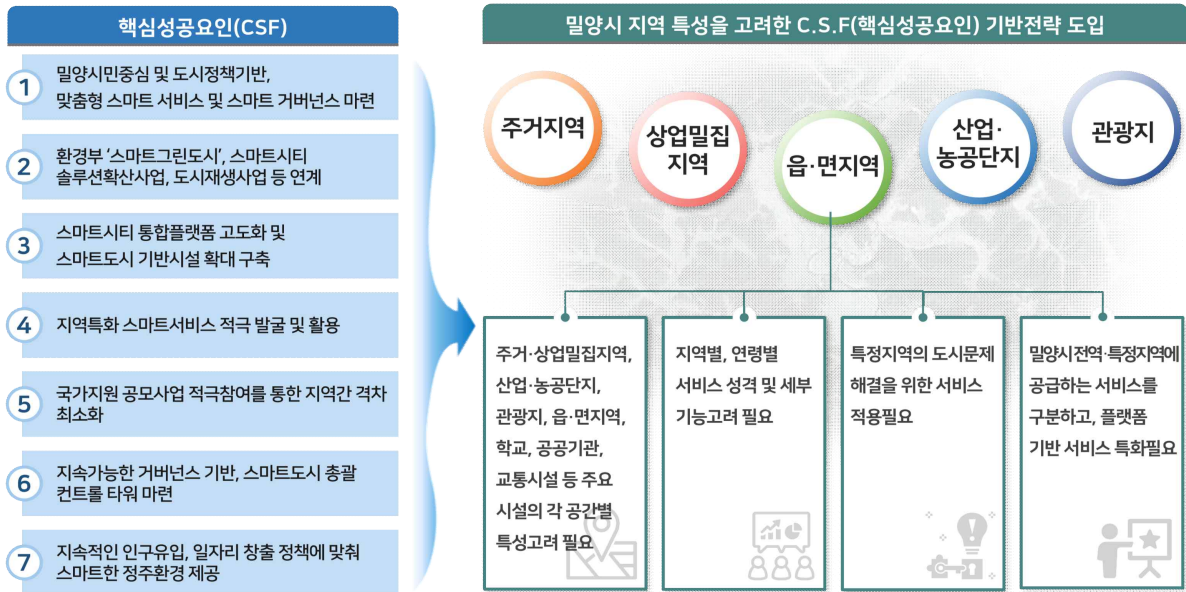 핵심성공요인(CSF)
1
밀양시민중심 및 도시정책기반,
맞춤형 스마트 서비스 및 스마트 거버넌스 마련
2
환경부 '스마트그린도시', 스마트시티
솔루션확산사업, 도시재생사업 등 연계
3
스마트시티 통합플랫폼 고도화 및
스마트도시 기반시설 확대 구축
4
지역특화 스마트서비스 적극 발굴 및 활용
5
국가지원 공모사업 적극참여를 통한 지역간 격차
최소화
6
지속가능한 거버넌스 기반, 스마트도시 총괄
컨트롤 타워 마련
7
지속적인 인구유입, 일자리 창출 정책에 맞춰
스마트한 정주환경 제공
밀양시 지역 특성을 고려한 C.S.F(핵심성공요인) 기반전략 도입
주거지역
상업밀집
지역
읍·면지역
산업·
농공단지
관광지
주거·상업밀집지역,
산업·농공단지,
관광지, 읍·면지역,
학교, 공공기관,
교통시설 등 주요
시설의 각 공간별
특성고려 필요
지역별, 연령별
서비스 성격 및 세부
기능고려 필요
특정지역의 도시문제
해결을 위한 서비스
적용필요
밀양시 전역·특정지역에
공급하는 서비스를
구분하고, 플랫폼
기반 서비스 특화필요